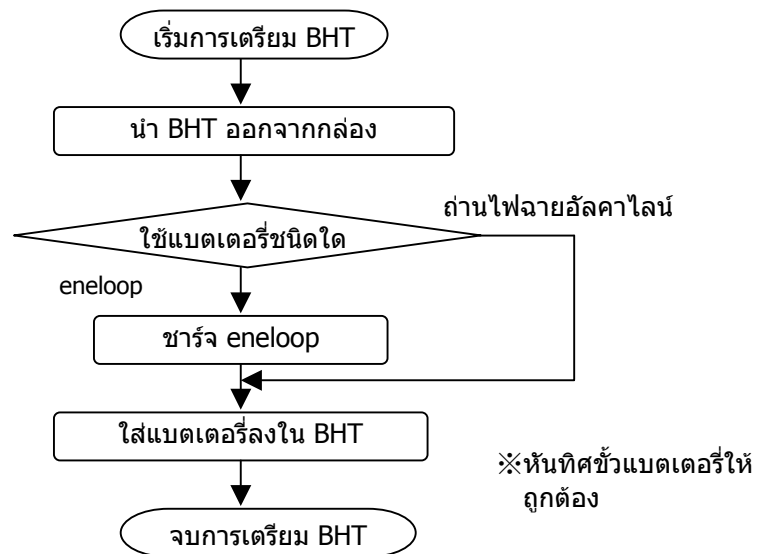 เริ่มการเตรียม BHT
นำ BHT ออกจากกล่อง
ถ่านไฟฉายอัลคาไลน์
ใช้แบตเตอรี่ชนิดใด
eneloop
ชาร์จ eneloop
ใส่แบตเตอรี่ลงใน BHT
※หันทิศขั้วแบตเตอรี่ให้
ถูกต้อง
จบการเตรียม BHT